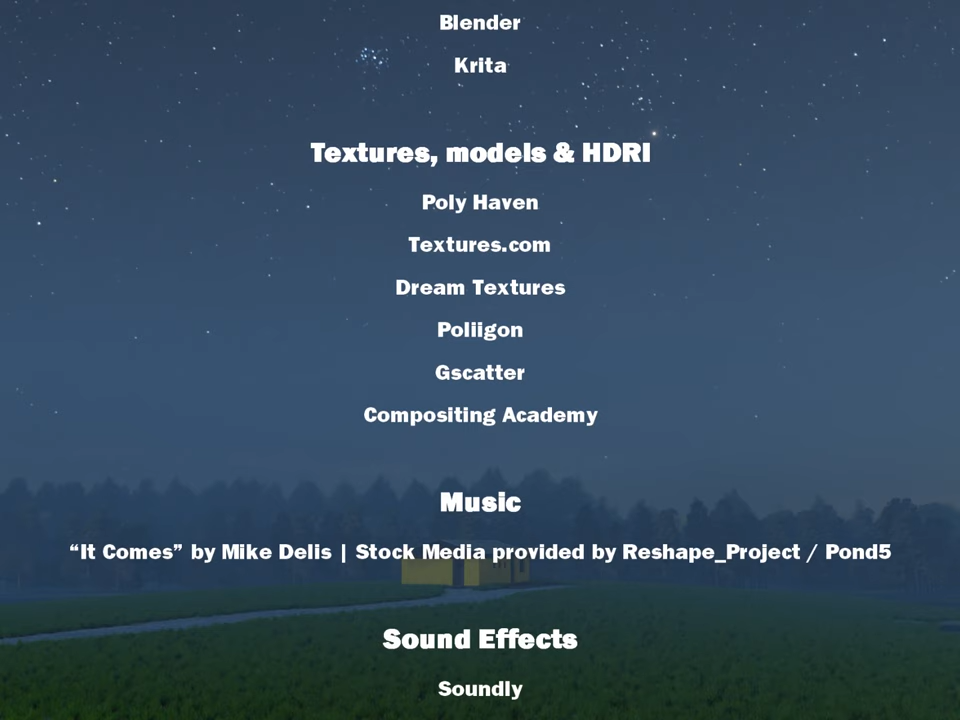 Blender
Krita
Textures, models & HDRI
Poly Haven
Textures.com
Dream Textures
Poliigon
Gscatter
Compositing Academy
Music
“It Comes” by Mike Delis | Stock Media provided by Reshape_Project / Pond5
Sound Effects
Soundly